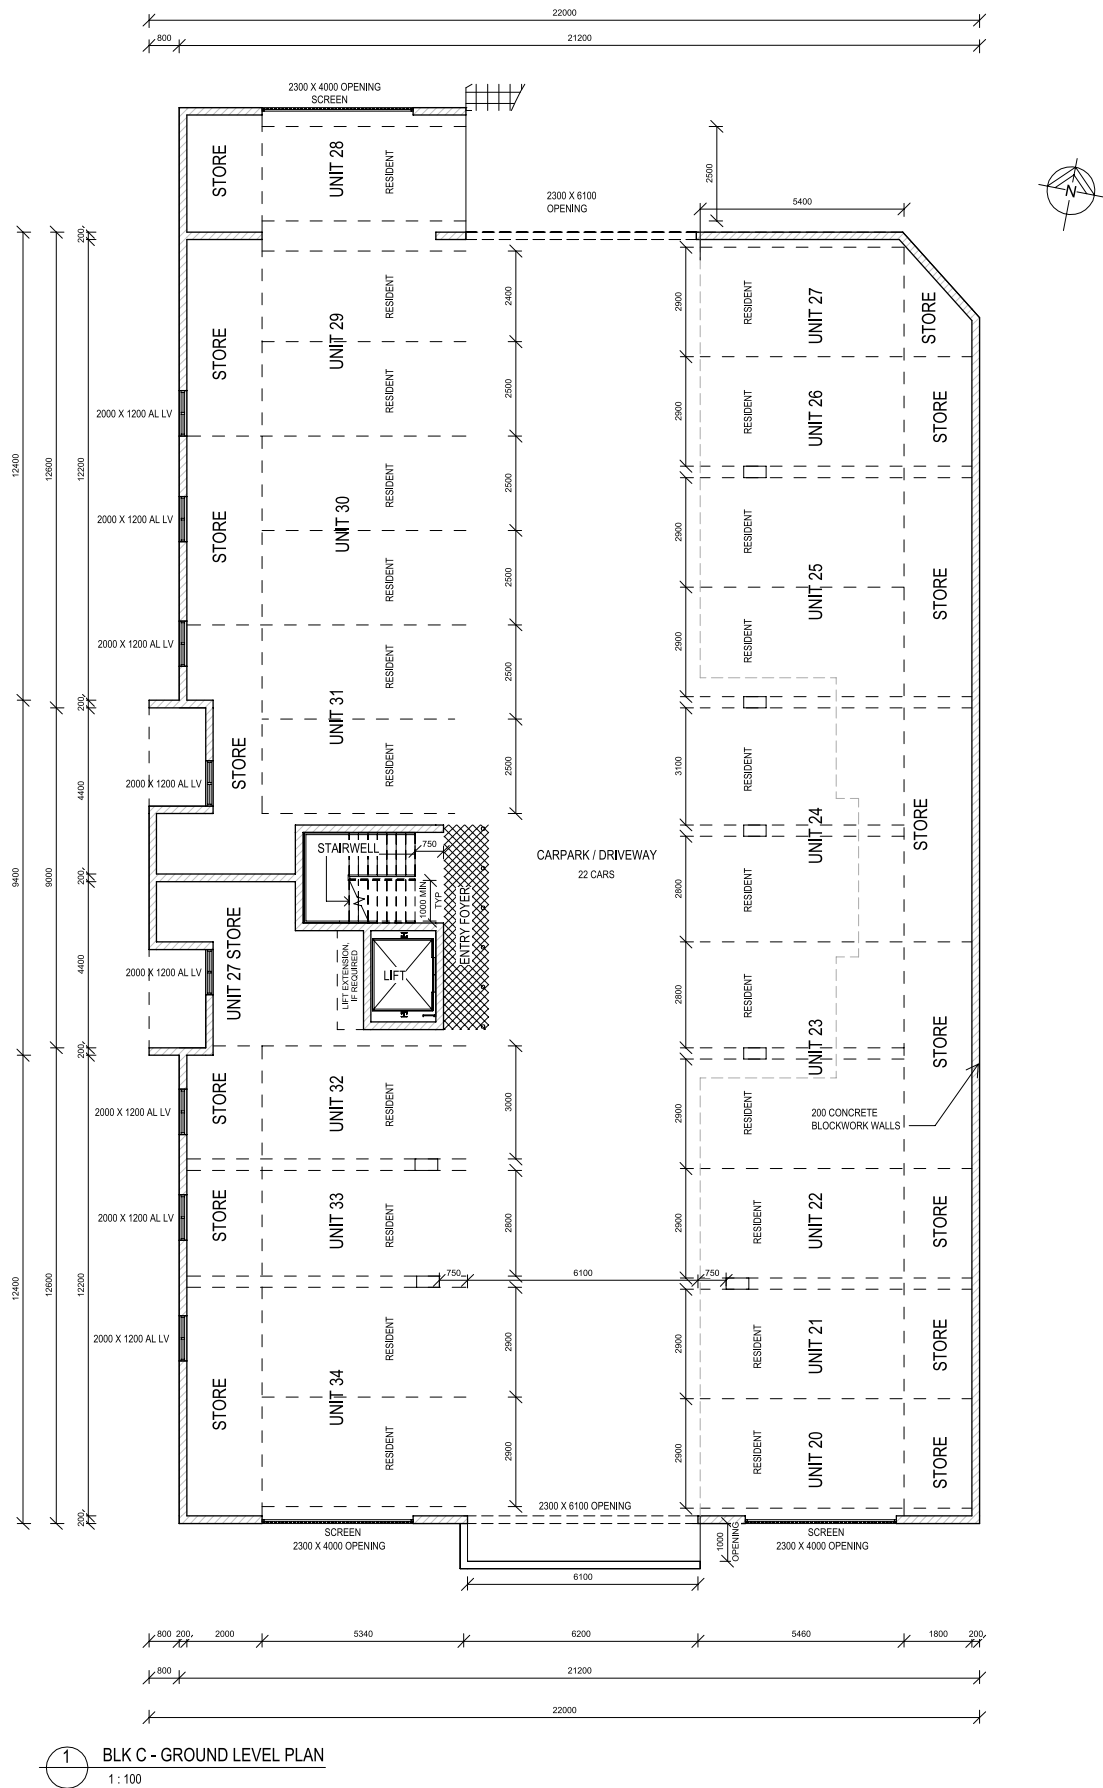 22000
800
21200
2300 X 4000 OPENING
SCREEN
STORE
UNIT 28
RESIDENT
2300 X 6100
OPENING
2500
5400
N
200
200
2400
2900
RESIDENT
UNIT 29
STORE
RESIDENT
UNIT 27
STORE
2000 X 1200 AL LV
RESIDENT
2500
2900
RESIDENT
UNIT 26
STORE
12400
12600
12200
2000 X 1200 AL LV
STORE
UNIT 30
RESIDENT
2500
2900
RESIDENT
RESIDENT
2500
UNIT 25
STORE
2000 X 1200 AL LV
RESIDENT
2500
2900
RESIDENT
200
UNIT 31
STORE
RESIDENT
2500
3100
RESIDENT
2000 X 1200 AL LV
4400
UNIT 24
STORE
STAIRWELL
750
CARPARK / DRIVEWAY
22 CARS
9400
9000
200
1000 MIN
TYP
ENTRY FOYER
2800
RESIDENT
UNIT 27 STORE
LIFT EXTENSION,
IF REQUIRED
LIFT
2000 X 1200 AL LV
4400
2800
RESIDENT
UNIT 23
STORE
200
2000 X 1200 AL LV
STORE
UNIT 32
RESIDENT
3000
2900
RESIDENT
200 CONCRETE
BLOCKWORK WALLS
2000 X 1200 AL LV
STORE
UNIT 33
RESIDENT
2800
2900
RESIDENT
UNIT 22
STORE
750
6100
750
12400
12600
12200
2000 X 1200 AL LV
RESIDENT
2900
2900
RESIDENT
UNIT 21
STORE
STORE
UNIT 34
RESIDENT
2900
2900
RESIDENT
UNIT 20
STORE
200
2300 X 6100 OPENING
SCREEN
2300 X 4000 OPENING
1000
OPENING
SCREEN
2300 X 4000 OPENING
6100
800
200
2000
5340
6200
5460
1800
200
800
21200
22000
1
BLK C - GROUND LEVEL PLAN
1 : 100